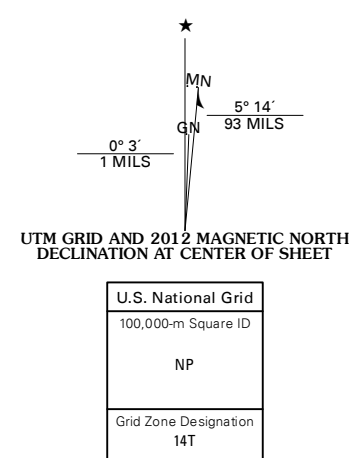 ★
MN
5° 14´
93 MILS
GN
0° 3´
1 MILS
UTM GRID AND 2012 MAGNETIC NORTH
DECLINATION AT CENTER OF SHEET
U.S. National Grid
100,000-m Square ID
NP
Grid Zone Designation
14T